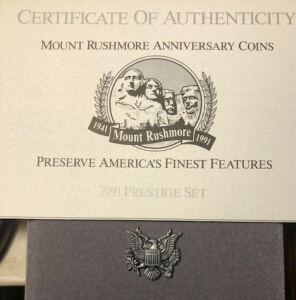 CERTIFICATE OF AUTHENTICITY
MOUNT RUSHMORE ANNIVERSARY COINS
1941 Mount Rushmore 1991
PRESERVE AMERICA'S FINEST FEATURES
1991 PRESTIGE SET